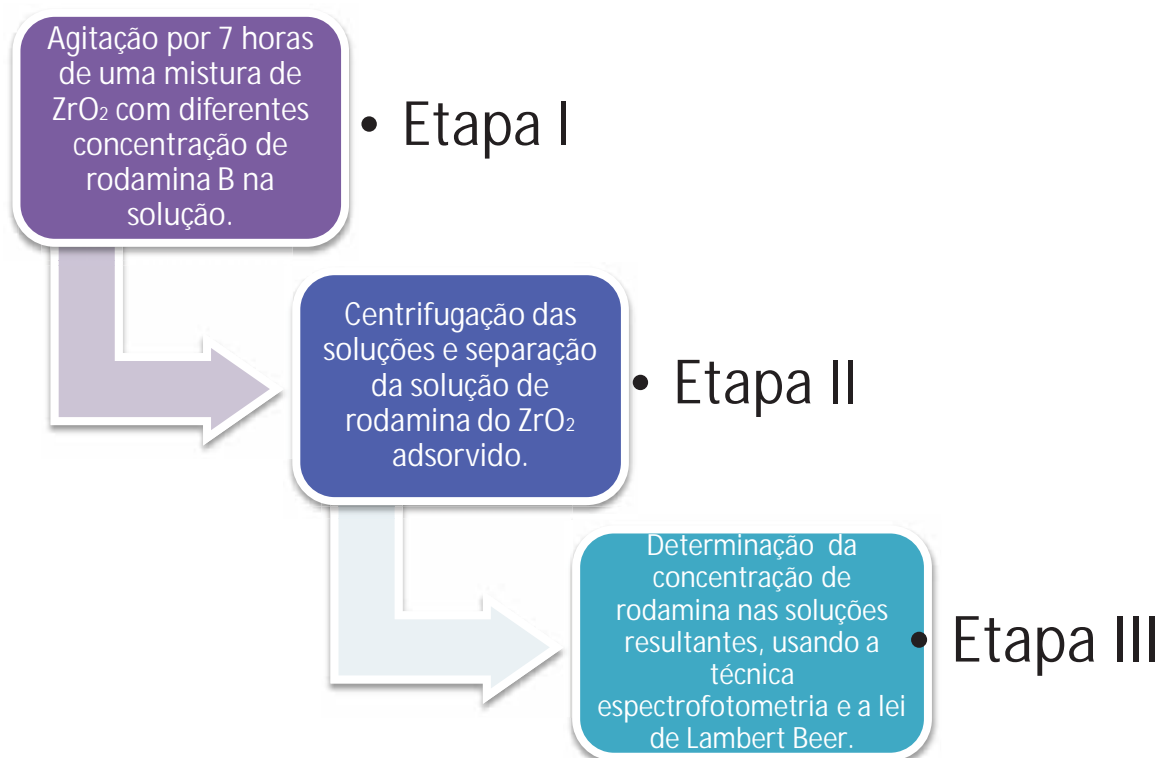 Agitação por 7 horas
de uma mistura de
ZrO₂ com diferentes
concentração de
rodamina B na
solução.
• Etapa I
Centrifugação das
soluções e separação
da solução de
rodamina do ZrO₂
adsorvido.
• Etapa II
Determinação da
concentração de
rodamina nas soluções
resultantes, usando a
técnica
espectrofotometria e a lei
de Lambert Beer.
• Etapa III